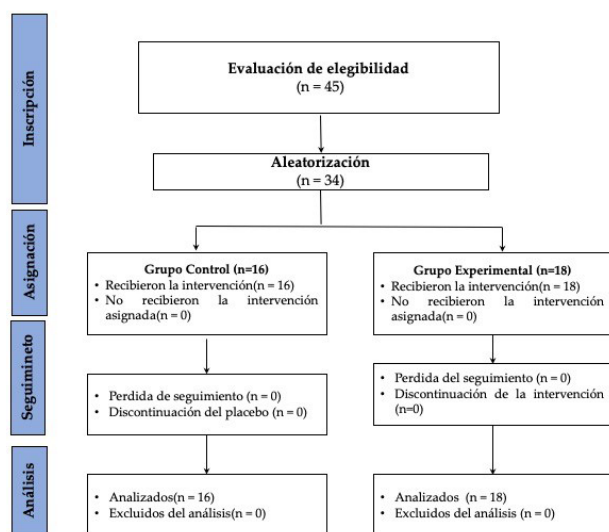 Inscripción
Evaluación de elegibilidad
(n = 45)
Aleatorización
(n = 34)
Asignación
Grupo Control (n=16)
• Recibieron la intervención(n = 16)
• No recibieron la intervención
asignada(n = 0)
Grupo Experimental (n=18)
• Recibieron la intervención(n = 18)
• No recibieron la intervención
asignada(n = 0)
Seguimineto
• Perdida de seguimiento (n = 0)
• Discontinuación del placebo (n = 0)
• Perdida del seguimiento (n = 0)
• Discontinuación de la intervención
(n=0)
Análisis
• Analizados(n = 16)
• Excluidos del análisis(n = 0)
• Analizados (n = 18)
• Excluidos del análisis (n = 0)